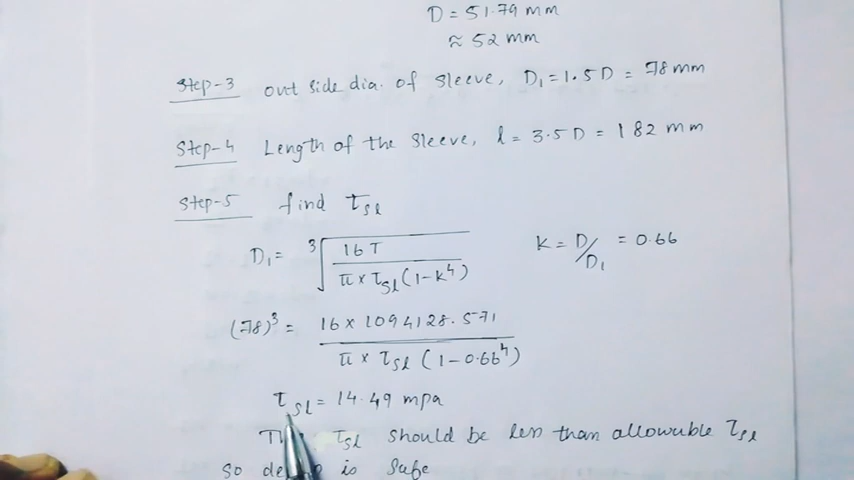 D = 51.79 mm
≈ 52 mm
Step-3 out side dia. of sleeve, D₁ = 1.5 D = 78 mm
Step-4 Length of the sleeve, l = 3.5 D = 182 mm
Step-5 find τsl
D₁ = ∛(16 T / π × τsl (1-K⁴)) K = D/D₁ = 0.66
(78)³ = 16 × 1094128.571 / π × τsl (1-0.66⁴)
τsl = 14.49 mpa
τsl should be less than allowable τsl
so is safe